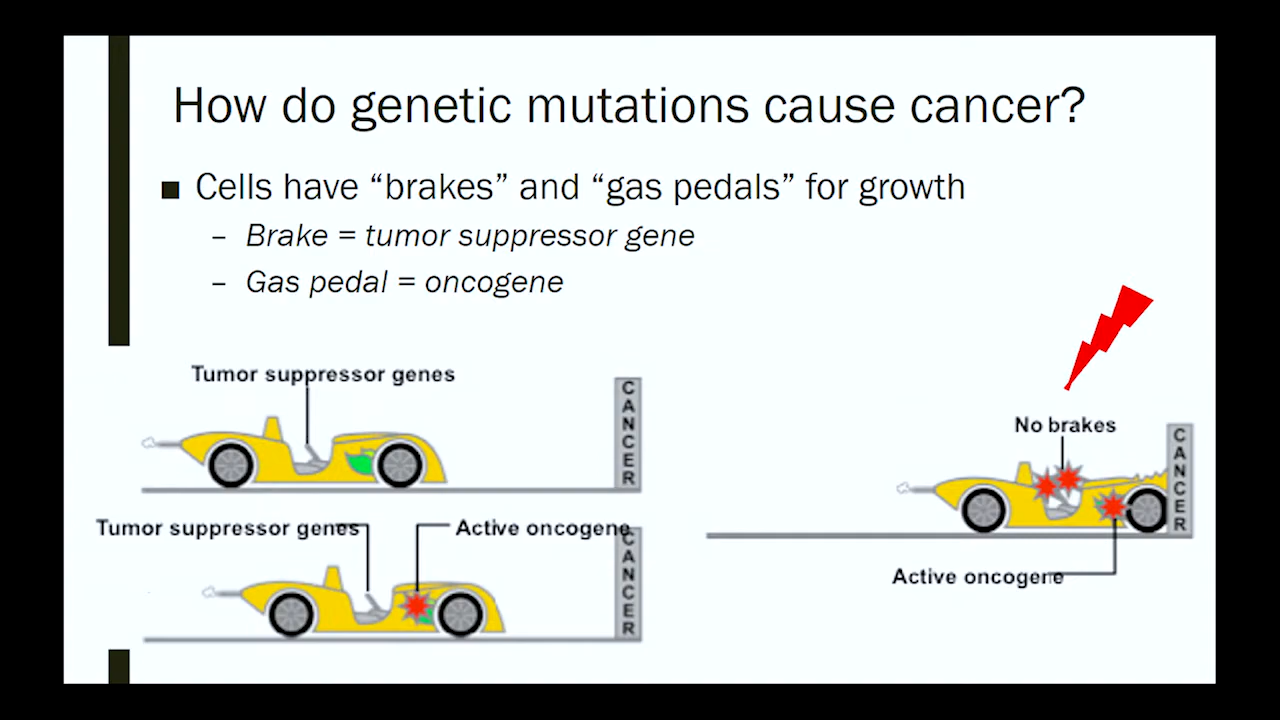 How do genetic mutations cause cancer?
■ Cells have “brakes” and “gas pedals” for growth
– Brake = tumor suppressor gene
– Gas pedal = oncogene
Tumor suppressor genes
CANCER
Tumor suppressor genes
Active oncogene
CANCER
No brakes
CANCER
Active oncogene